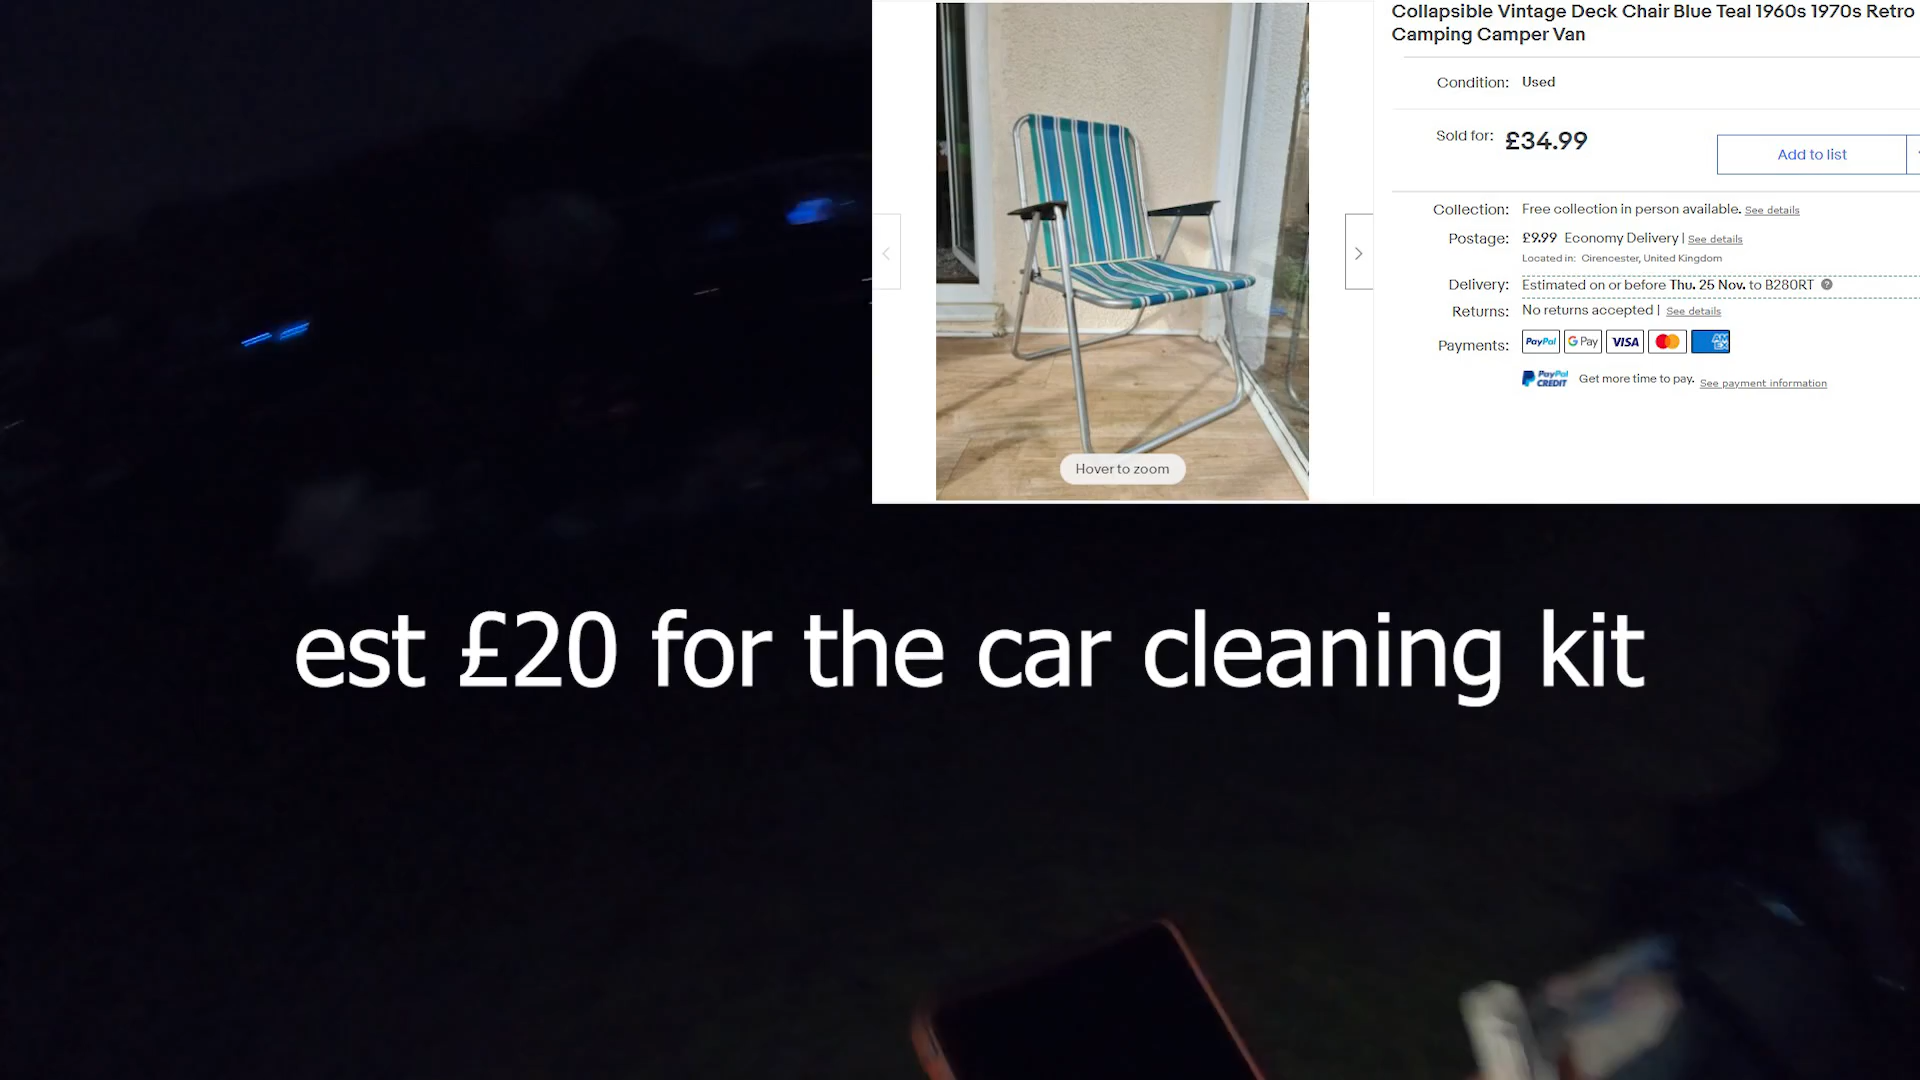 Collapsible Vintage Deck Chair Blue Teal 1960s 1970s Retro
Camping Camper Van
Condition: Used
Sold for: £34.99
Add to list
Collection: Free collection in person available. See details
Postage: £9.99 Economy Delivery | See details
Located in: Cirencester, United Kingdom
Delivery: Estimated on or before Thu. 25 Nov. to B280RT
Returns: No returns accepted | See details
Payments: PayPal G Pay VISA AM EX
PayPal CREDIT Get more time to pay. See payment information
Hover to zoom
est £20 for the car cleaning kit